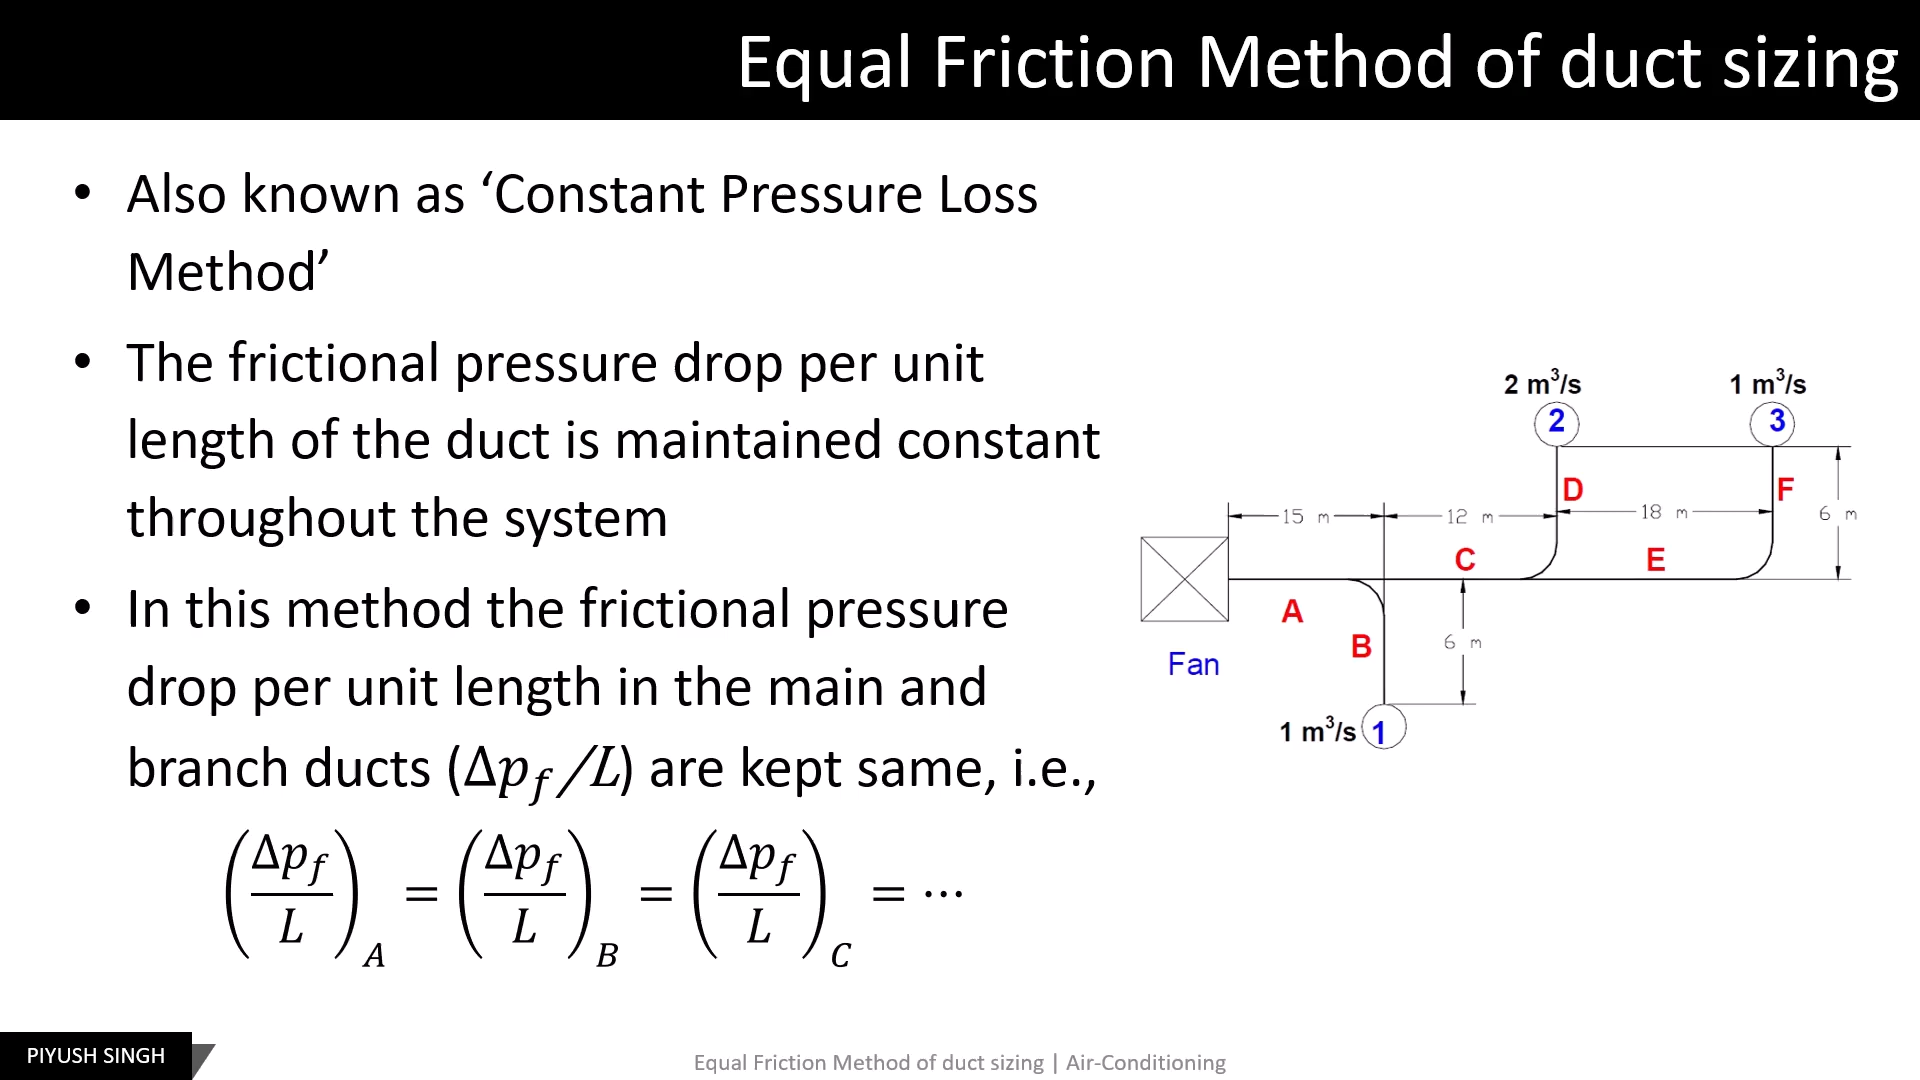 Equal Friction Method of duct sizing
• Also known as ‘Constant Pressure Loss
Method’
• The frictional pressure drop per unit
length of the duct is maintained constant
throughout the system
• In this method the frictional pressure
drop per unit length in the main and
branch ducts (Δp_f/L) are kept same, i.e.,
(Δp_f/L)_A = (Δp_f/L)_B = (Δp_f/L)_C = ⋯
2 m³/s 1 m³/s
2 3
D F
15 m 12 m 18 m 6 m
C E
A
B 6 m
Fan
1 m³/s 1
PIYUSH SINGH
Equal Friction Method of duct sizing | Air-Conditioning